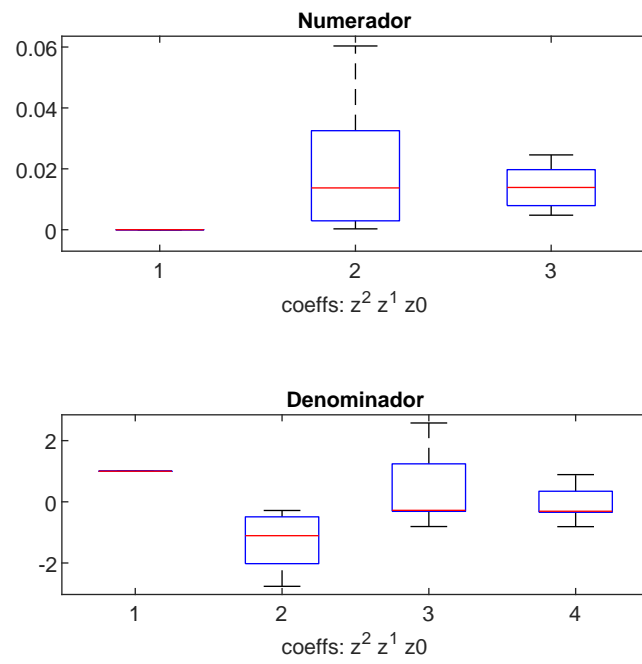 Numerador
0.06
0.04
0.02
0
1 2 3
coeffs: z² z¹ z0
Denominador
2
0
-2
1 2 3 4
coeffs: z² z¹ z0